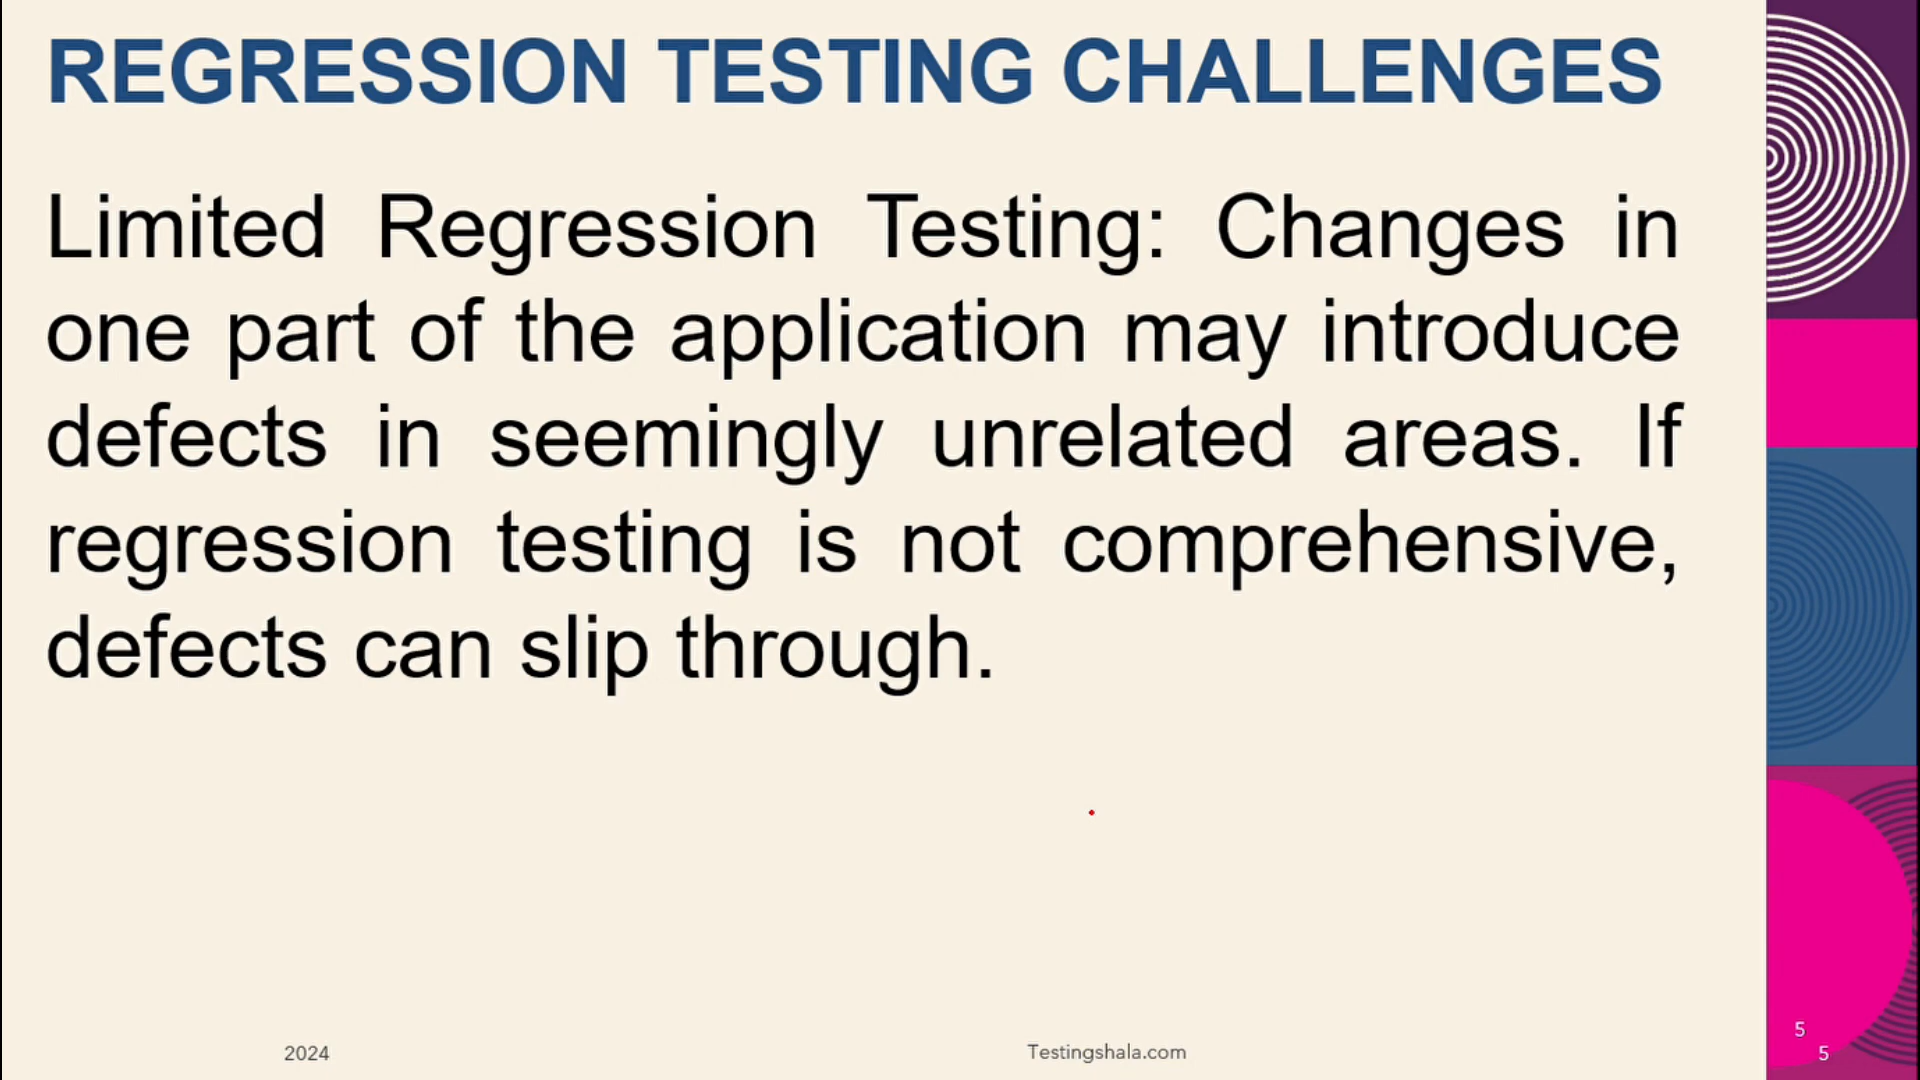 REGRESSION TESTING CHALLENGES
Limited Regression Testing: Changes in
one part of the application may introduce
defects in seemingly unrelated areas. If
regression testing is not comprehensive,
defects can slip through.
2024
Testingshala.com
5
5